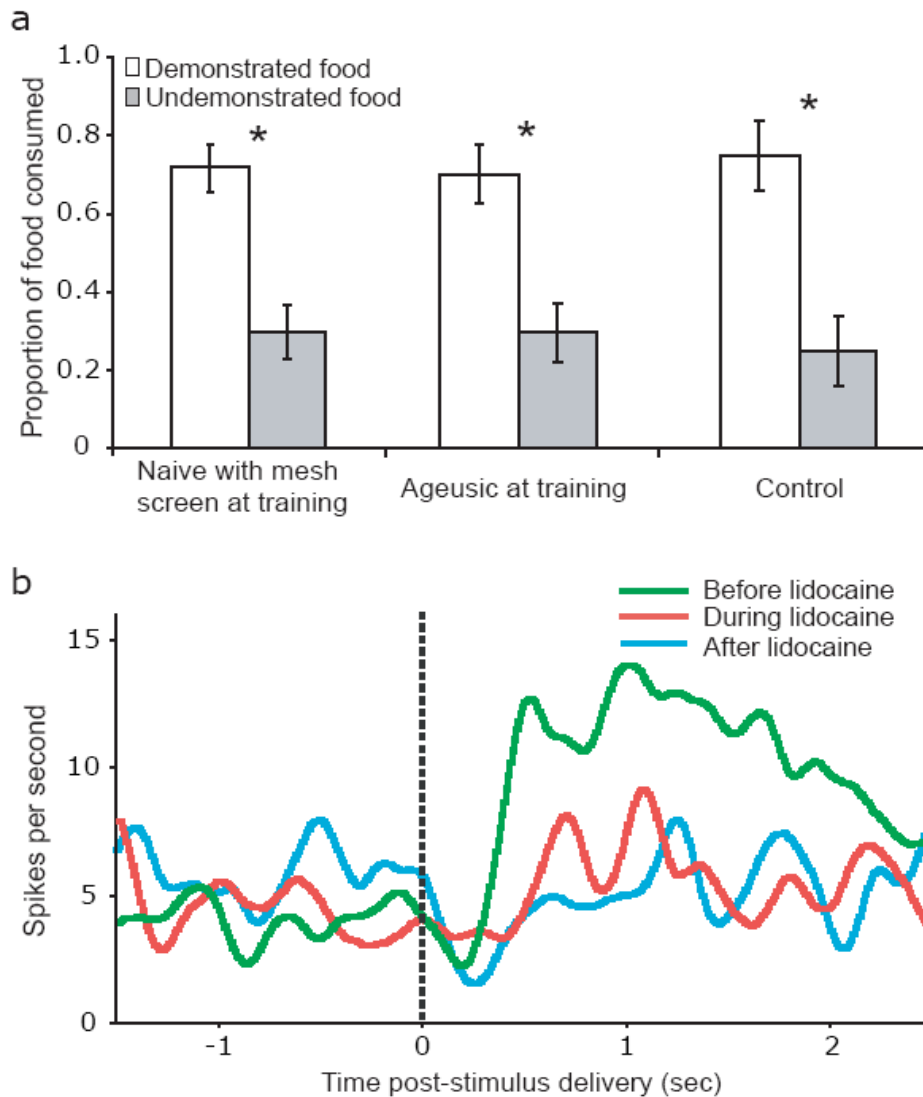 a
Proportion of food consumed
1.0
0.8
0.6
0.4
0.2
0
Demonstrated food
Undemonstrated food
*
*
*
Naive with mesh
screen at training
Ageusic at training
Control
b
Before lidocaine
During lidocaine
After lidocaine
Spikes per second
15
10
5
0
-1
0
1
2
Time post-stimulus delivery (sec)